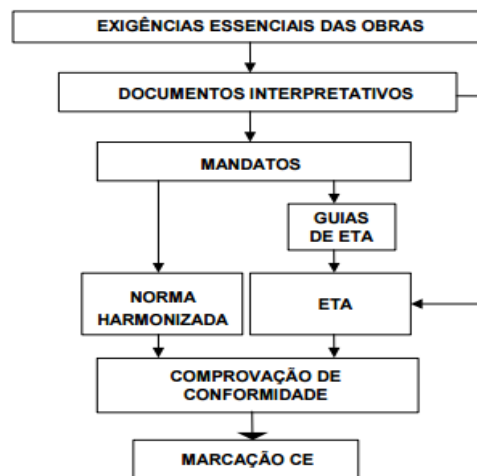 EXIGÊNCIAS ESSENCIAIS DAS OBRAS
DOCUMENTOS INTERPRETATIVOS
MANDATOS
GUIAS
DE ETA
NORMA
HARMONIZADA
ETA
COMPROVAÇÃO DE
CONFORMIDADE
MARCAÇÃO CE